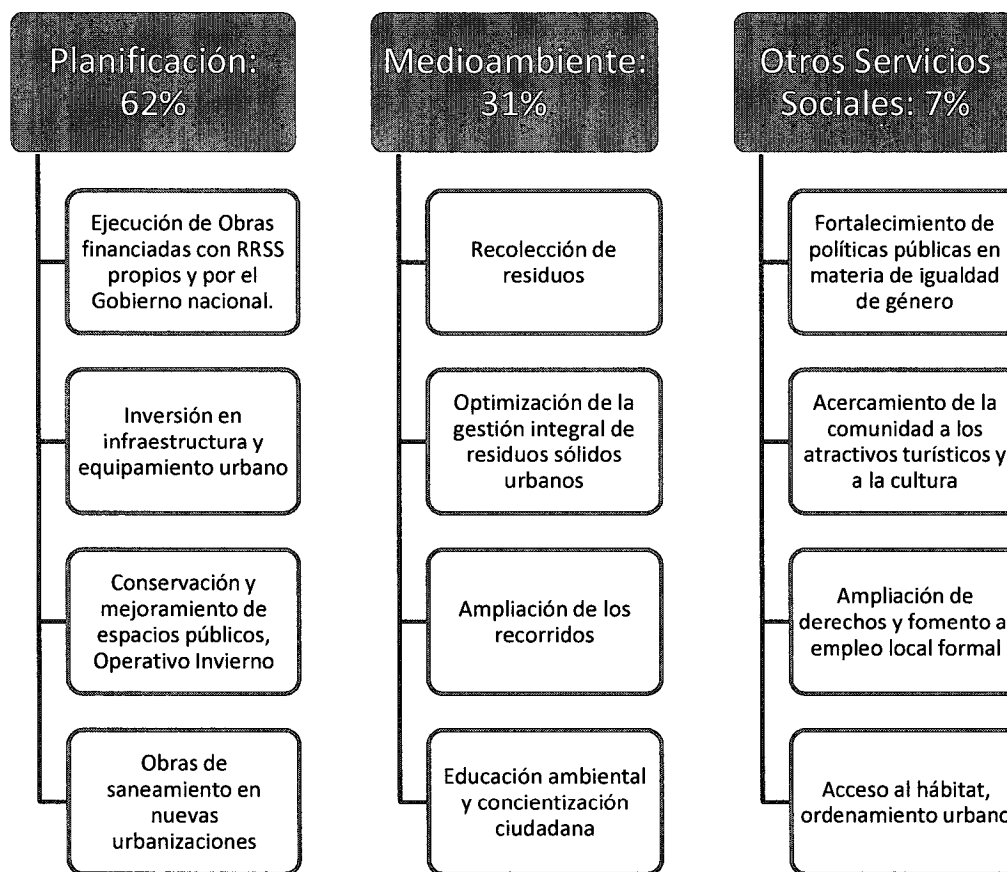 Planificación:
62%
Ejecución de Obras
financiadas con RRSS
propios y por el
Gobierno nacional.
Inversión en
infraestructura y
equipamiento urbano
Conservación y
mejoramiento de
espacios públicos,
Operativo Invierno
Obras de
saneamiento en
nuevas
urbanizaciones
Medioambiente:
31%
Recolección de
residuos
Optimización de la
gestión integral de
residuos sólidos
urbanos
Ampliación de los
recorridos
Educación ambiental
y concientización
ciudadana
Otros Servicios
Sociales: 7%
Fortalecimiento de
políticas públicas en
materia de igualdad
de género
Acercamiento de la
comunidad a los
atractivos turísticos y
a la cultura
Ampliación de
derechos y fomento a
empleo local formal
Acceso al hábitat,
ordenamiento urbano